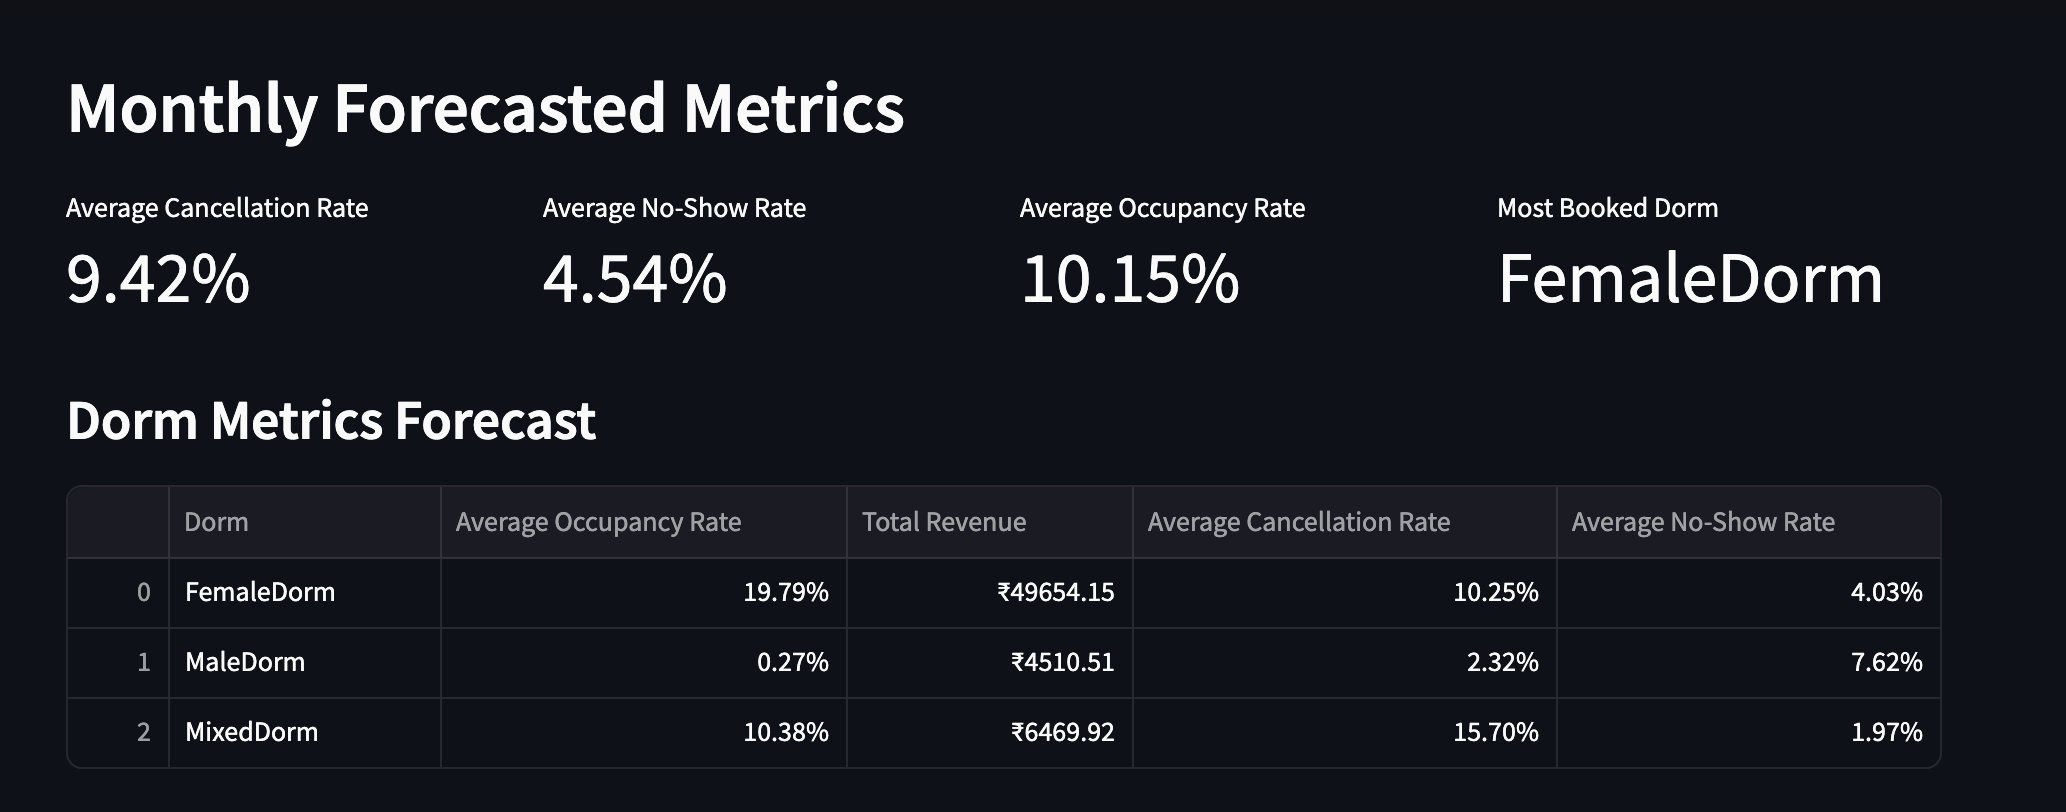 Monthly Forecasted Metrics
Average Cancellation Rate Average No-Show Rate Average Occupancy Rate Most Booked Dorm
9.42% 4.54% 10.15% FemaleDorm
Dorm Metrics Forecast
Dorm Average Occupancy Rate Total Revenue Average Cancellation Rate Average No-Show Rate
0 FemaleDorm 19.79% ₹49654.15 10.25% 4.03%
1 MaleDorm 0.27% ₹4510.51 2.32% 7.62%
2 MixedDorm 10.38% ₹6469.92 15.70% 1.97%